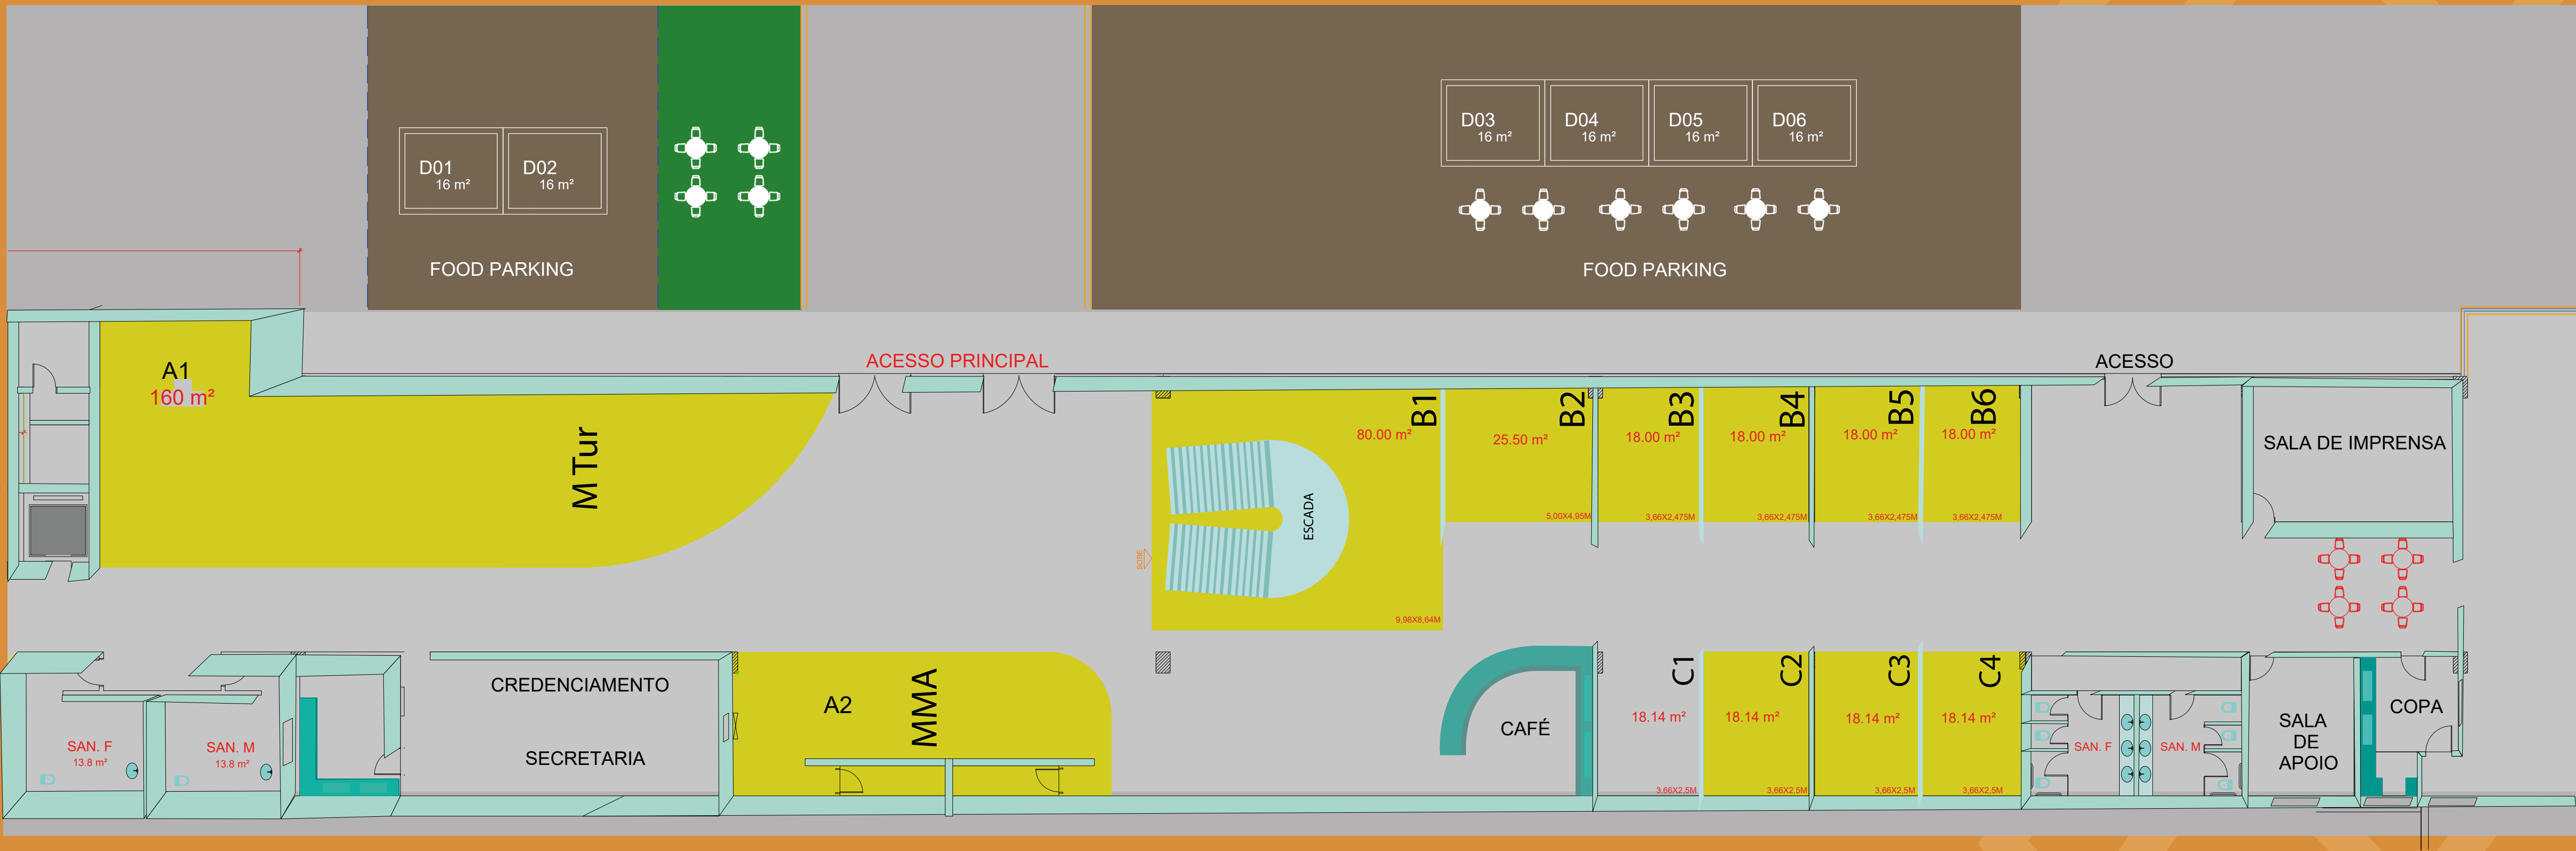 D01
16 m²
D02
16 m²
FOOD PARKING
D03
16 m²
D04
16 m²
D05
16 m²
D06
16 m²
FOOD PARKING
ACESSO PRINCIPAL
ACESSO
A1
160 m²
M Tur
SOBE
ESCADA
B1
80.00 m²
9,98X8,64M
B2
25.50 m²
5,00X4,95M
B3
18.00 m²
3,66X2,475M
B4
18.00 m²
3,66X2,475M
B5
18.00 m²
3,66X2,475M
B6
18.00 m²
3,66X2,475M
SALA DE IMPRENSA
SAN. F
13.8 m²
SAN. M
13.8 m²
CREDENCIAMENTO
SECRETARIA
A2
MMA
CAFÉ
C1
18.14 m²
3,66X2,5M
C2
18.14 m²
3,66X2,5M
C3
18.14 m²
3,66X2,5M
C4
18.14 m²
3,66X2,5M
SAN. F
SAN. M
SALA
DE
APOIO
COPA